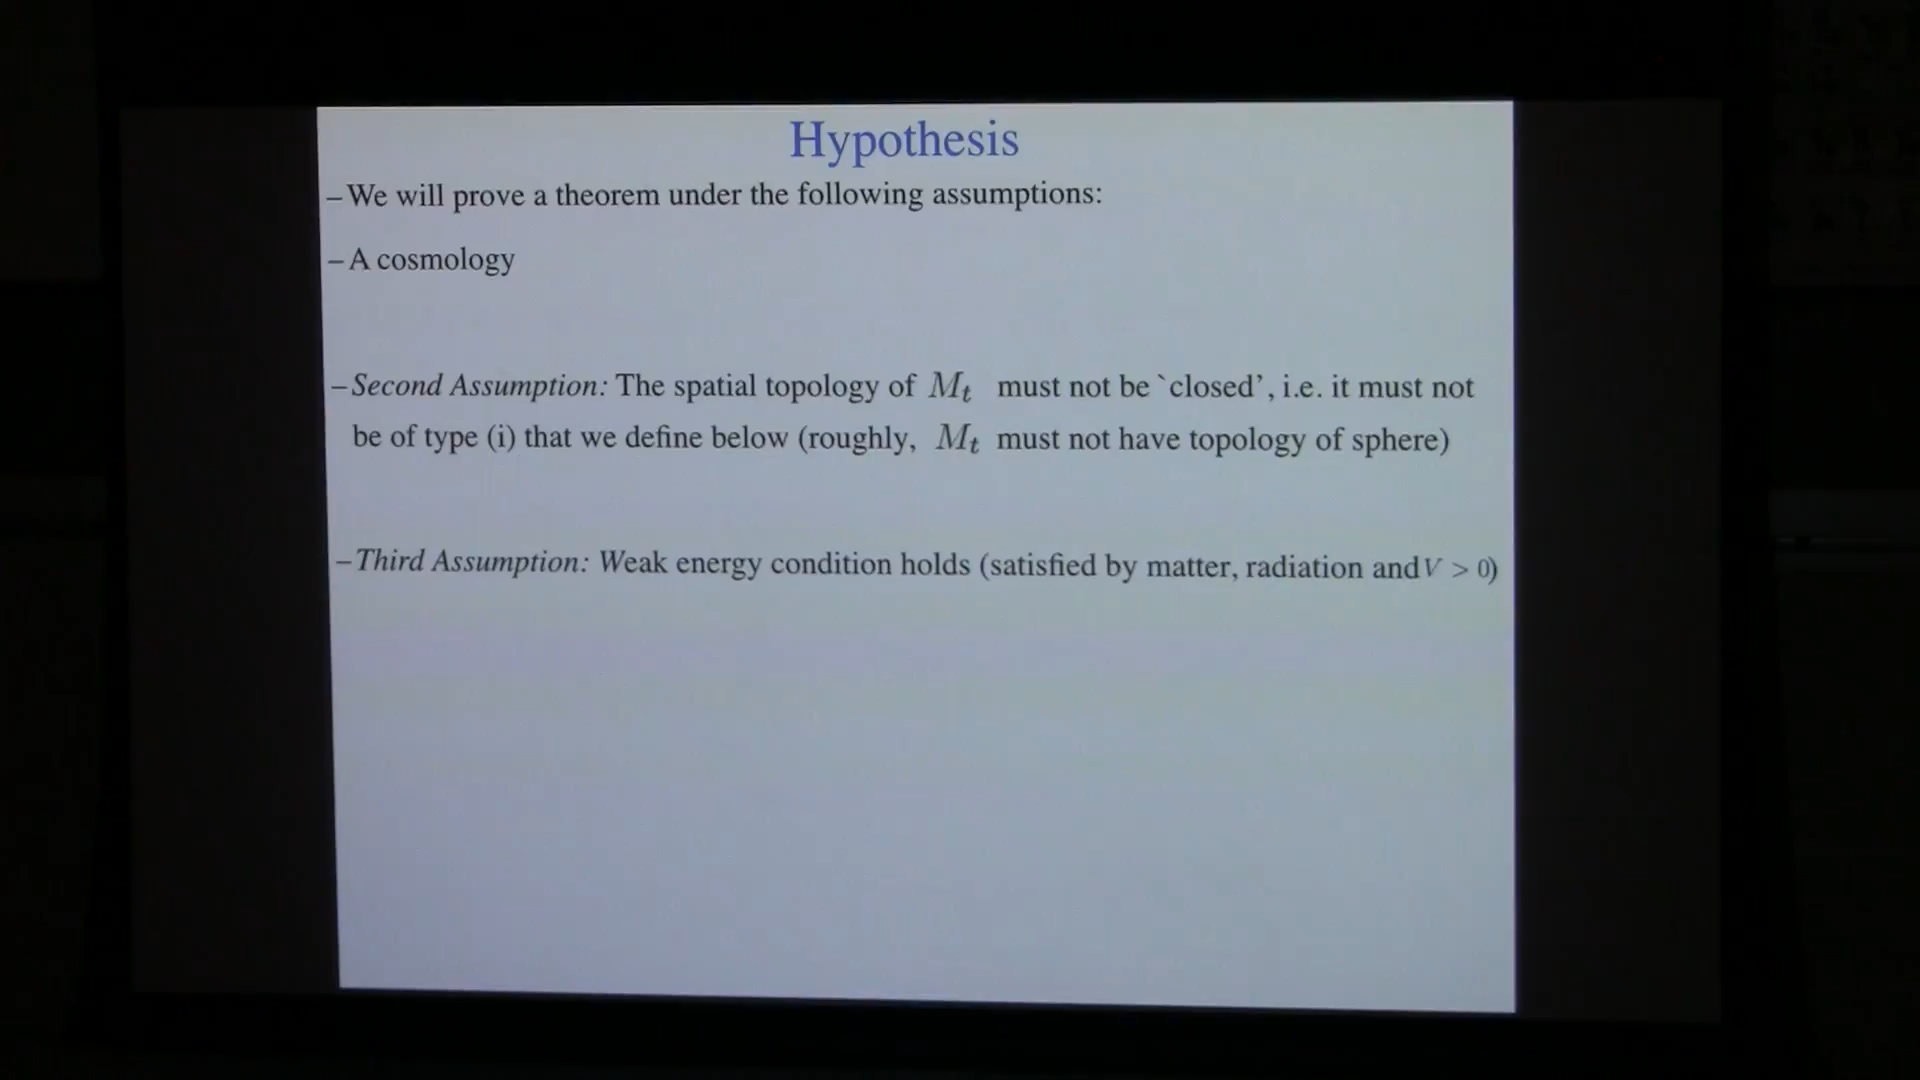 Hypothesis
– We will prove a theorem under the following assumptions:
– A cosmology
– Second Assumption: The spatial topology of M_t must not be `closed’, i.e. it must not
be of type (i) that we define below (roughly, M_t must not have topology of sphere)
– Third Assumption: Weak energy condition holds (satisfied by matter, radiation and V > 0)